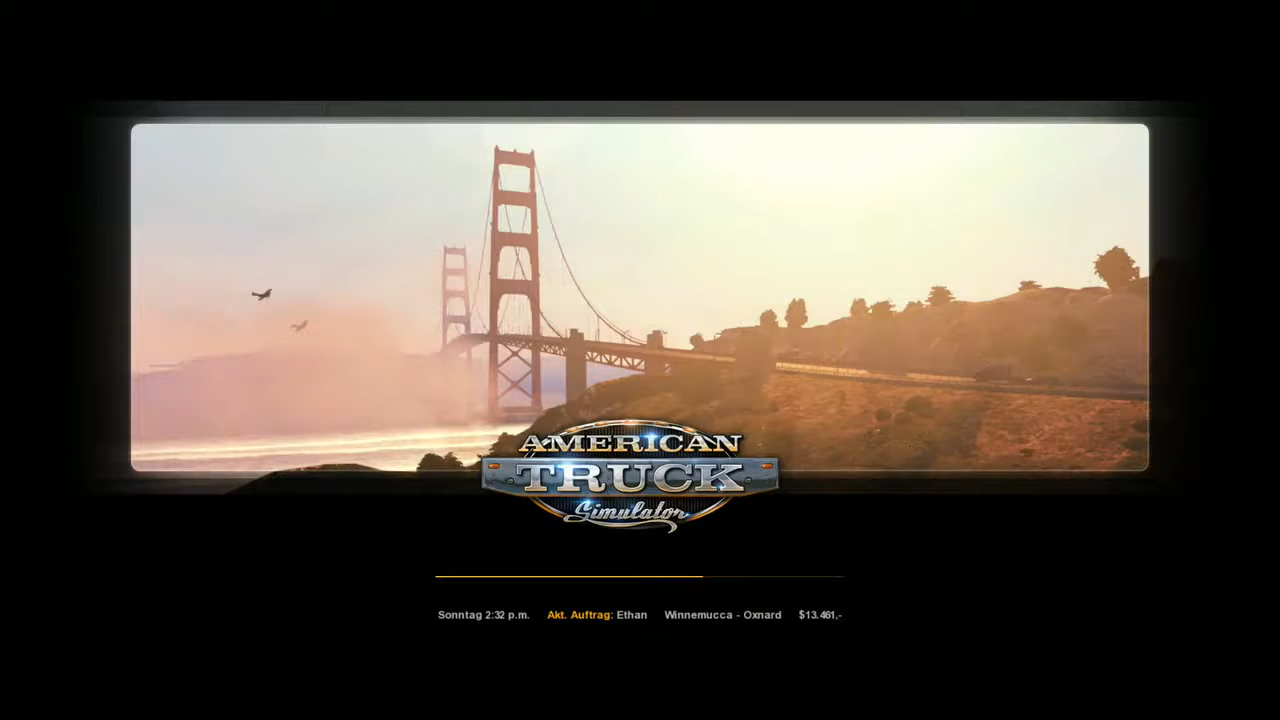 AMERICAN
TRUCK
Simulator
Sonntag 2:32 p.m. Akt. Auftrag: Ethan Winnemucca - Oxnard $13.461,-